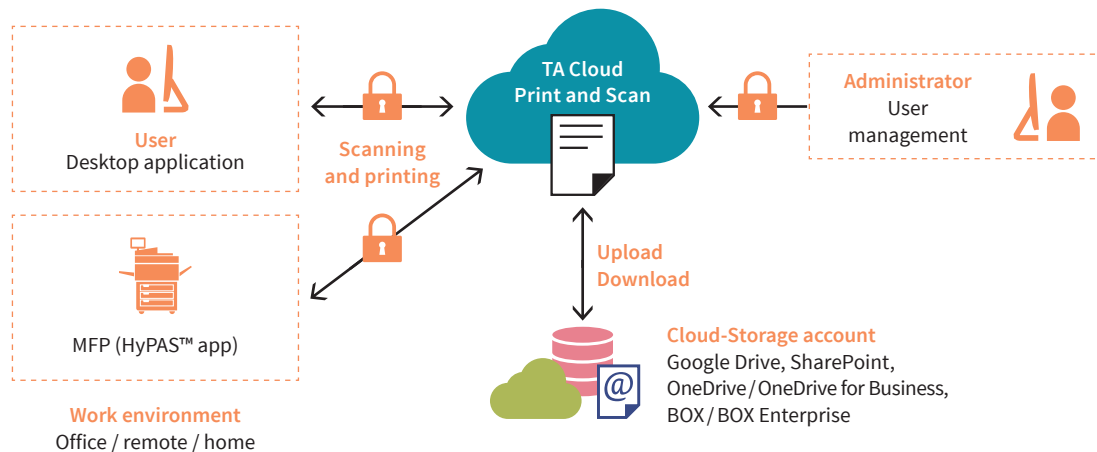 TA Cloud
Print and Scan
User
Desktop application
Scanning
and printing
Administrator
User
management
MFP (HyPAS™ app)
Upload
Download
@
Cloud-Storage account
Google Drive, SharePoint,
OneDrive / OneDrive for Business,
BOX / BOX Enterprise
Work environment
Office / remote / home